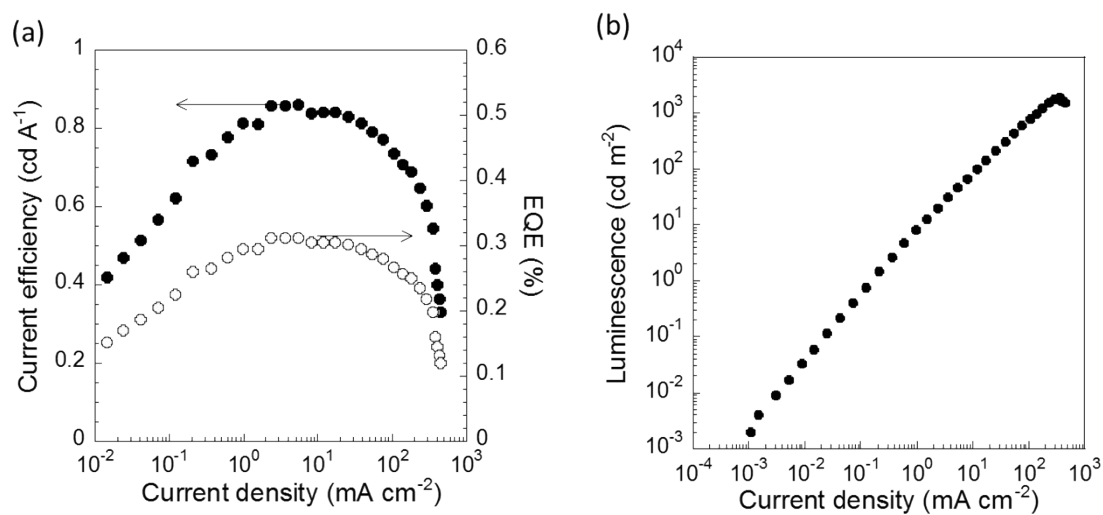 (a)
1
0.8
0.6
0.4
0.2
0
Current efficiency (cd A⁻¹)
0.6
0.5
0.4
0.3
0.2
0.1
0
EQE (%)
10⁻² 10⁻¹ 10⁰ 10¹ 10² 10³
Current density (mA cm⁻²)
(b)
10⁴
10³
10²
10¹
10⁰
10⁻¹
10⁻²
10⁻³
Luminescence (cd m⁻²)
10⁻⁴ 10⁻³ 10⁻² 10⁻¹ 10⁰ 10¹ 10² 10³
Current density (mA cm⁻²)